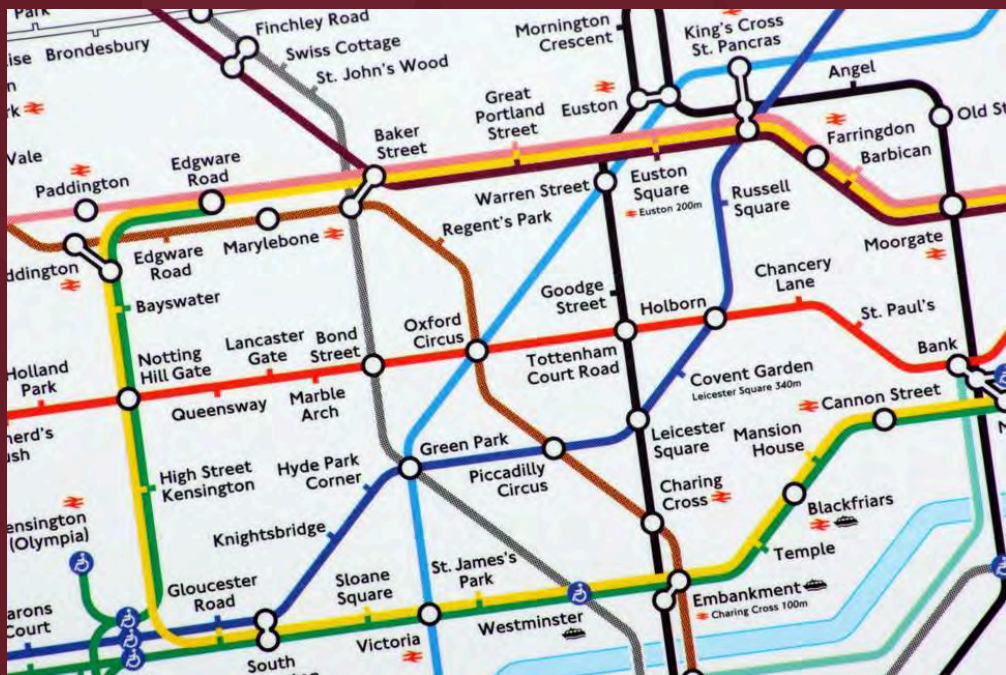 Park
Brondesbury
Finchley Road
Swiss Cottage
St. John's Wood
Mornington
Crescent
King's Cross
St. Pancras
Angel
Old
Euston
Great
Portland
Street
Baker
Street
Edgware
Road
Paddington
Vale
Farringdon
Barbican
Warren Street
Euston
Square
Euston 200m
Russell
Square
Regent's Park
Marylebone
Edgware
Road
Moorgate
Bayswater
Goodge
Street
Holborn
Chancery
Lane
St. Paul's
Bank
Oxford
Circus
Bond
Street
Lancaster
Gate
Notting
Hill Gate
Holland
Park
Queensway
Marble
Arch
Tottenham
Court Road
Covent Garden
Leicester Square 340m
Cannon Street
Mansion
House
Leicester
Square
Green Park
Piccadilly
Circus
Hyde Park
Corner
High Street
Kensington
Charing
Cross
Blackfriars
Knightsbridge
(Olympia)
Temple
Gloucester
Road
Sloane
Square
St. James's
Park
Embankment
Charing Cross 100m
Westminster
Victoria
Court
South